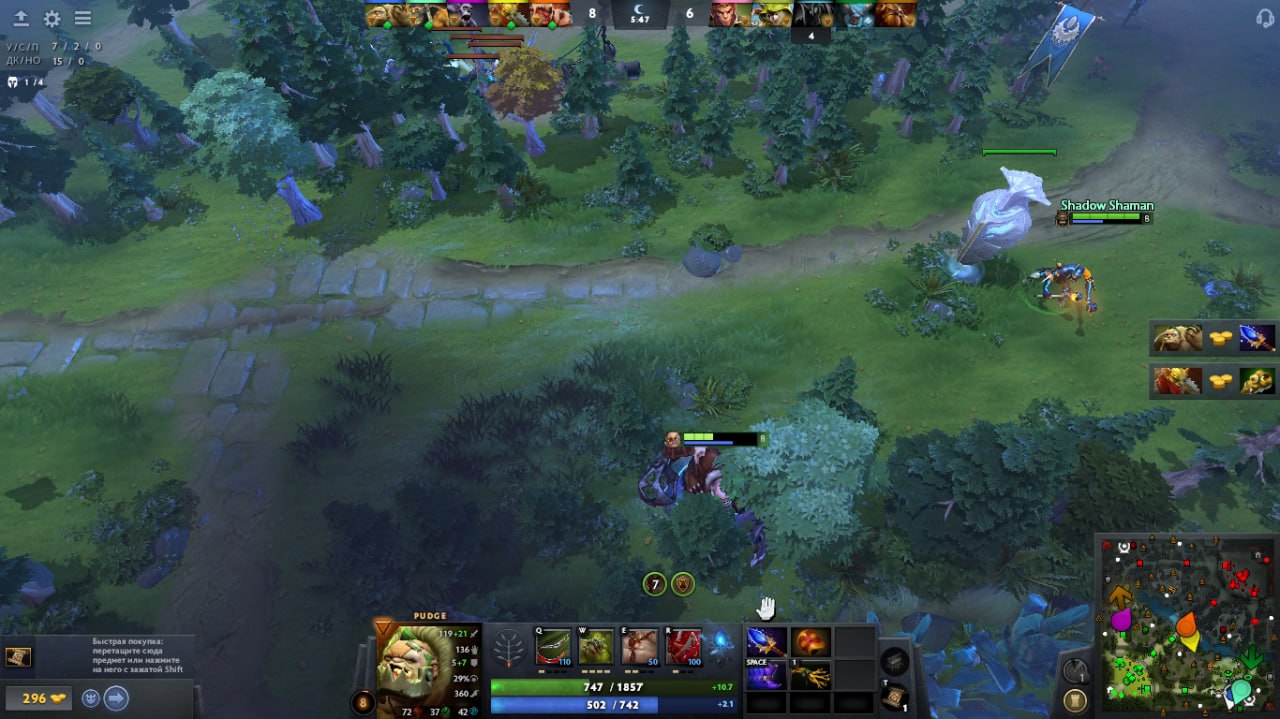 8
5:47
6
4
У/С/П 7 / 2 / 0
ДК/НО 15 / 0
1 / 4
Shadow Shaman
8
8
7
Быстрая покупка:
перетащите сюда
предмет или нажмите
на него с зажатой Shift
296
PUDGE
119+21
136
5+7
29%
360
8
72 37 42
Q W E R
110 50 100
747 / 1857 +10.7
502 / 742 +2.1
SPACE 1
T
1
1